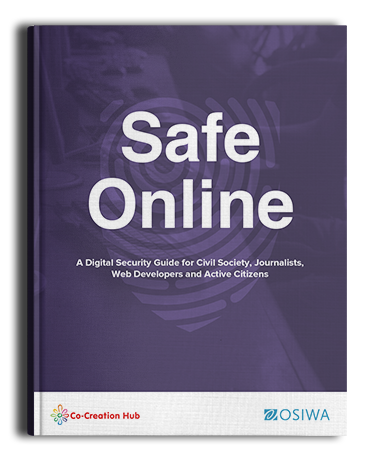 Safe
Online
A Digital Security Guide for Civil Society, Journalists,
Web Developers and Active Citizens
Co-Creation Hub
OSIWA